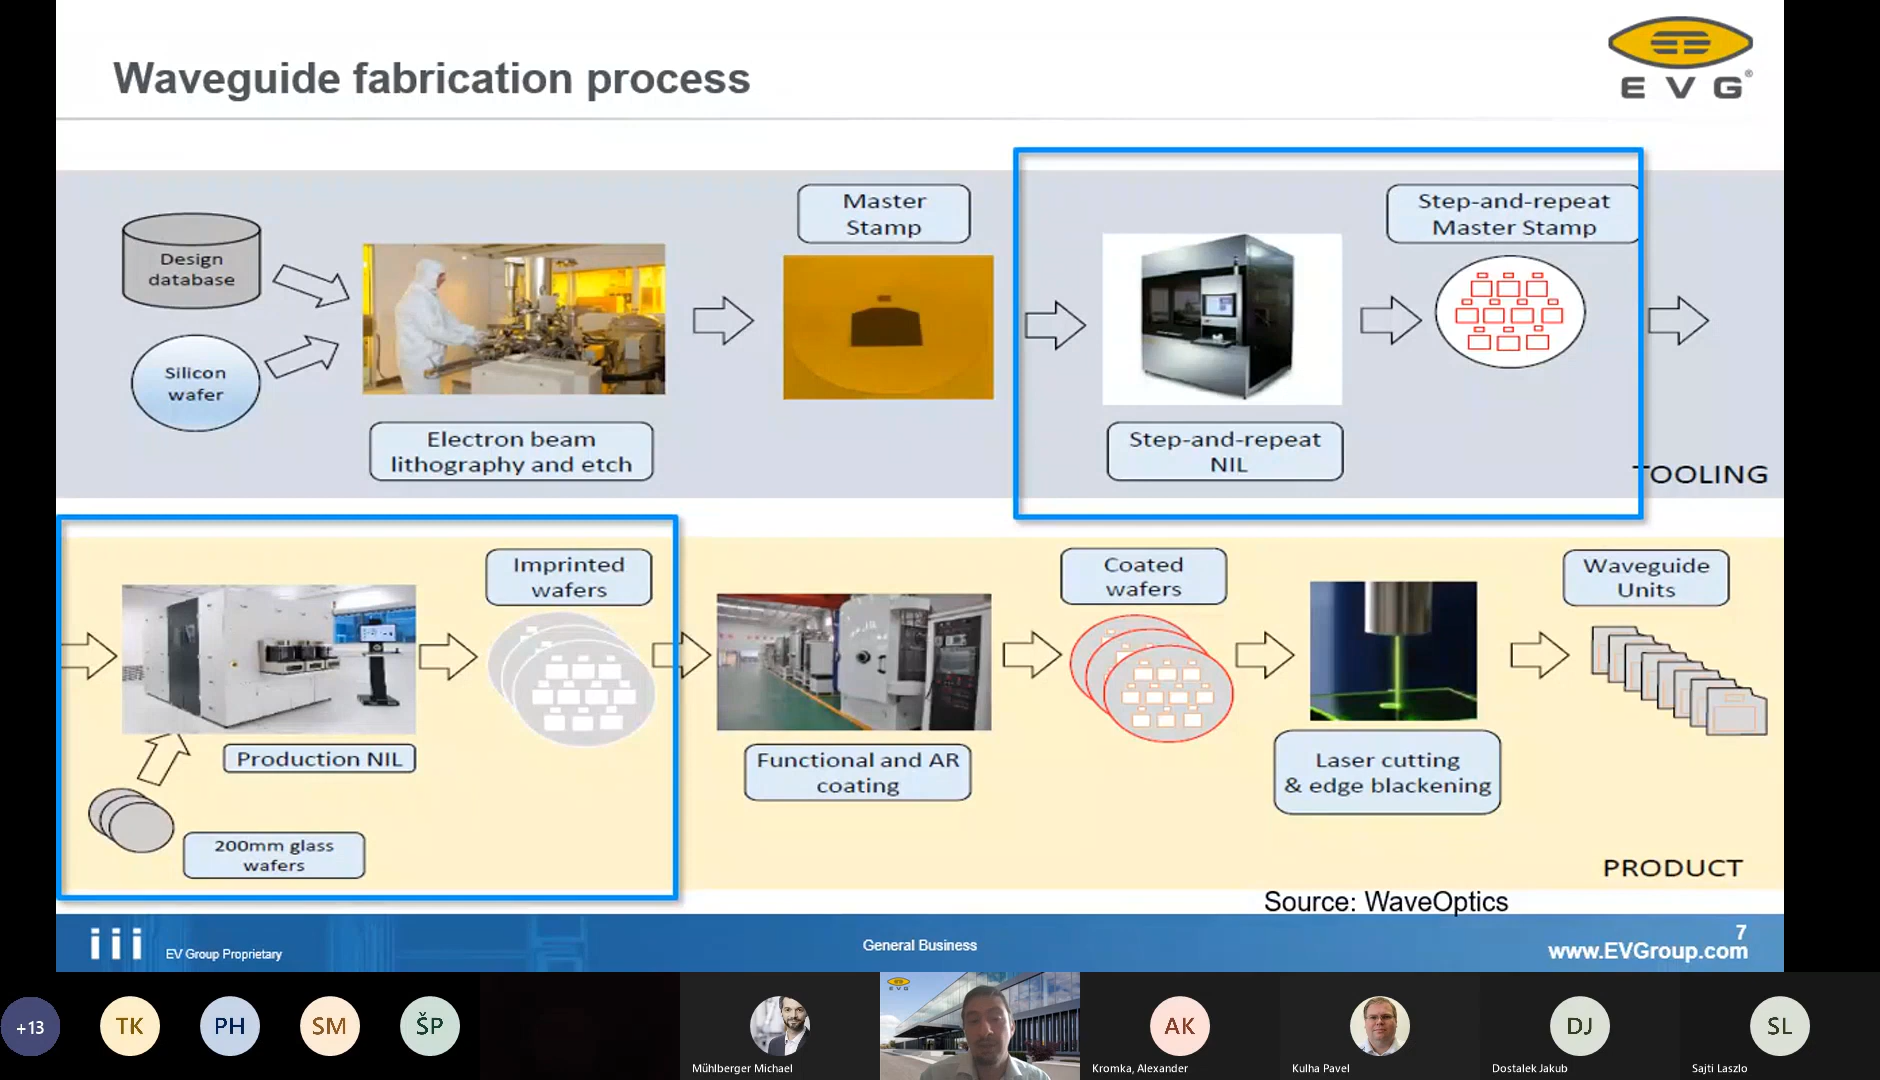 Waveguide fabrication process
EVG®
Design
database
Silicon
wafer
Electron beam
lithography and etch
Master
Stamp
Step-and-repeat
NIL
Step-and-repeat
Master Stamp
TOOLING
Production NIL
200mm glass
wafers
Imprinted
wafers
Functional and AR
coating
Coated
wafers
Laser cutting
& edge blackening
Waveguide
Units
PRODUCT
Source: WaveOptics
EV Group Proprietary
General Business
7
www.EVGroup.com
+13
TK
PH
SM
ŠP
Mühlberger Michael
EVG
AK
Kromka, Alexander
Kulha Pavel
DJ
Dostalek Jakub
SL
Sajti Laszlo